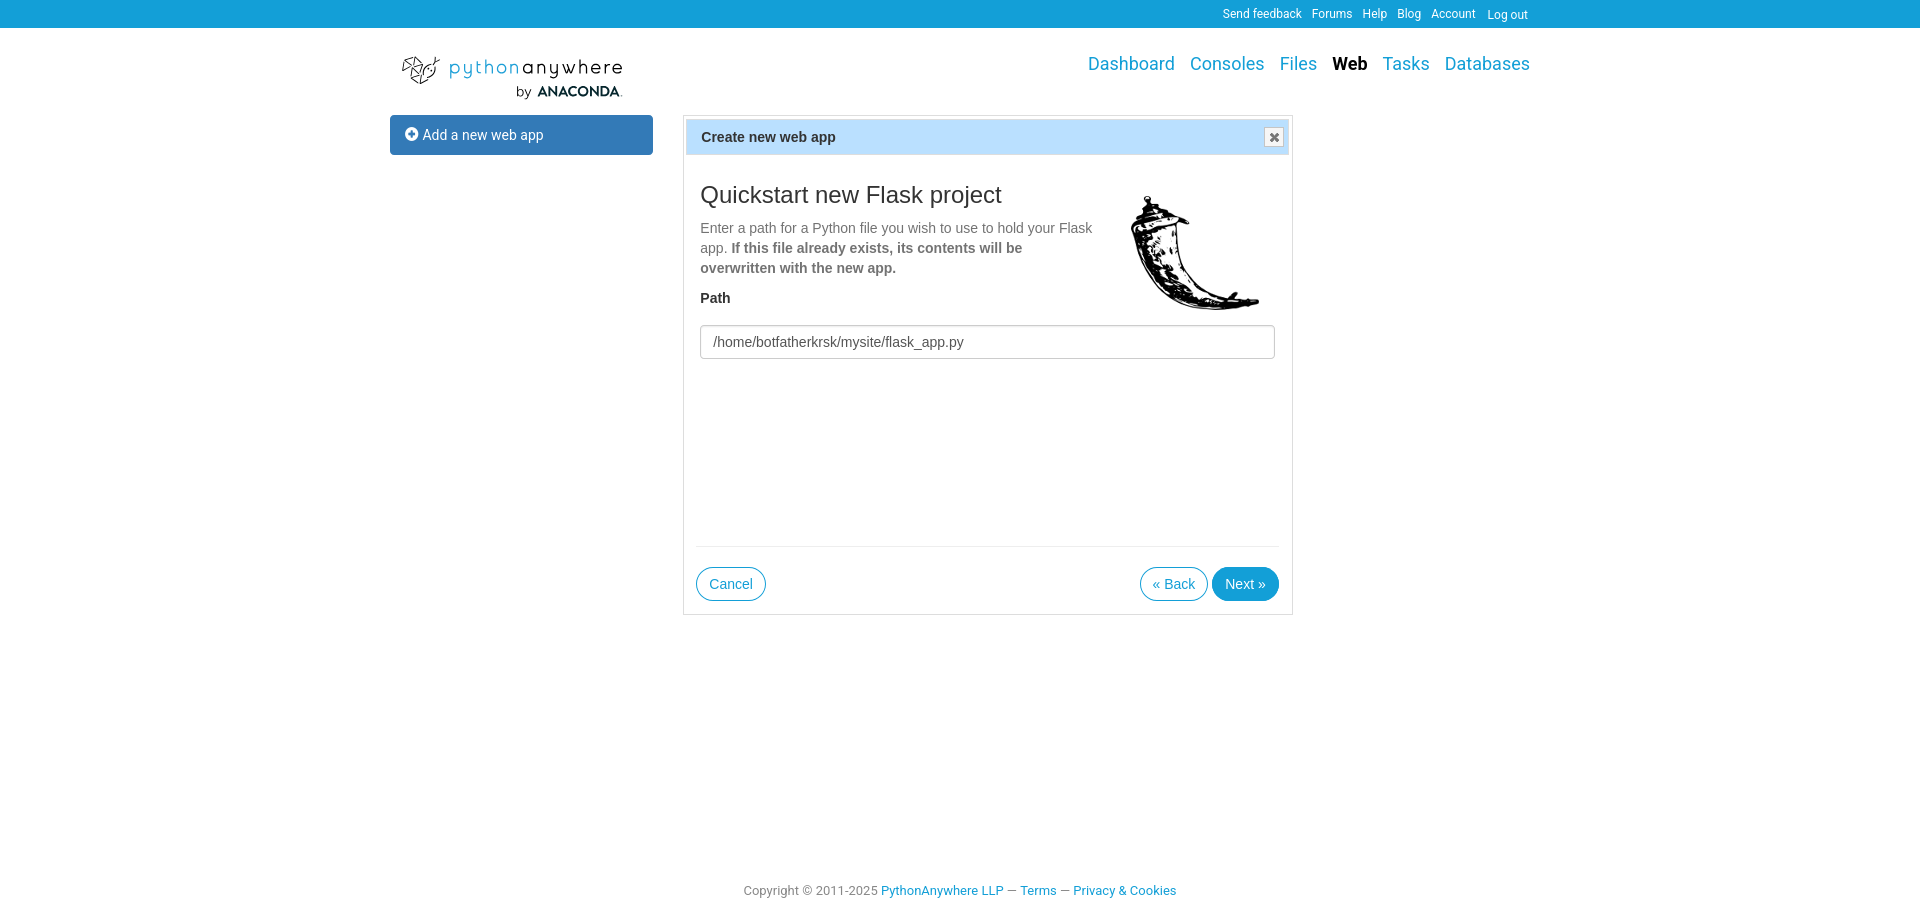 Send feedback Forums Help Blog Account Log out
pythonanywhere
by ANACONDA.
Dashboard Consoles Files Web Tasks Databases
Add a new web app
Create new web app
Quickstart new Flask project
Enter a path for a Python file you wish to use to hold your Flask
app. If this file already exists, its contents will be
overwritten with the new app.
Path
/home/botfatherkrsk/mysite/flask_app.py
Cancel
« Back Next »
Copyright © 2011-2025 PythonAnywhere LLP — Terms — Privacy & Cookies